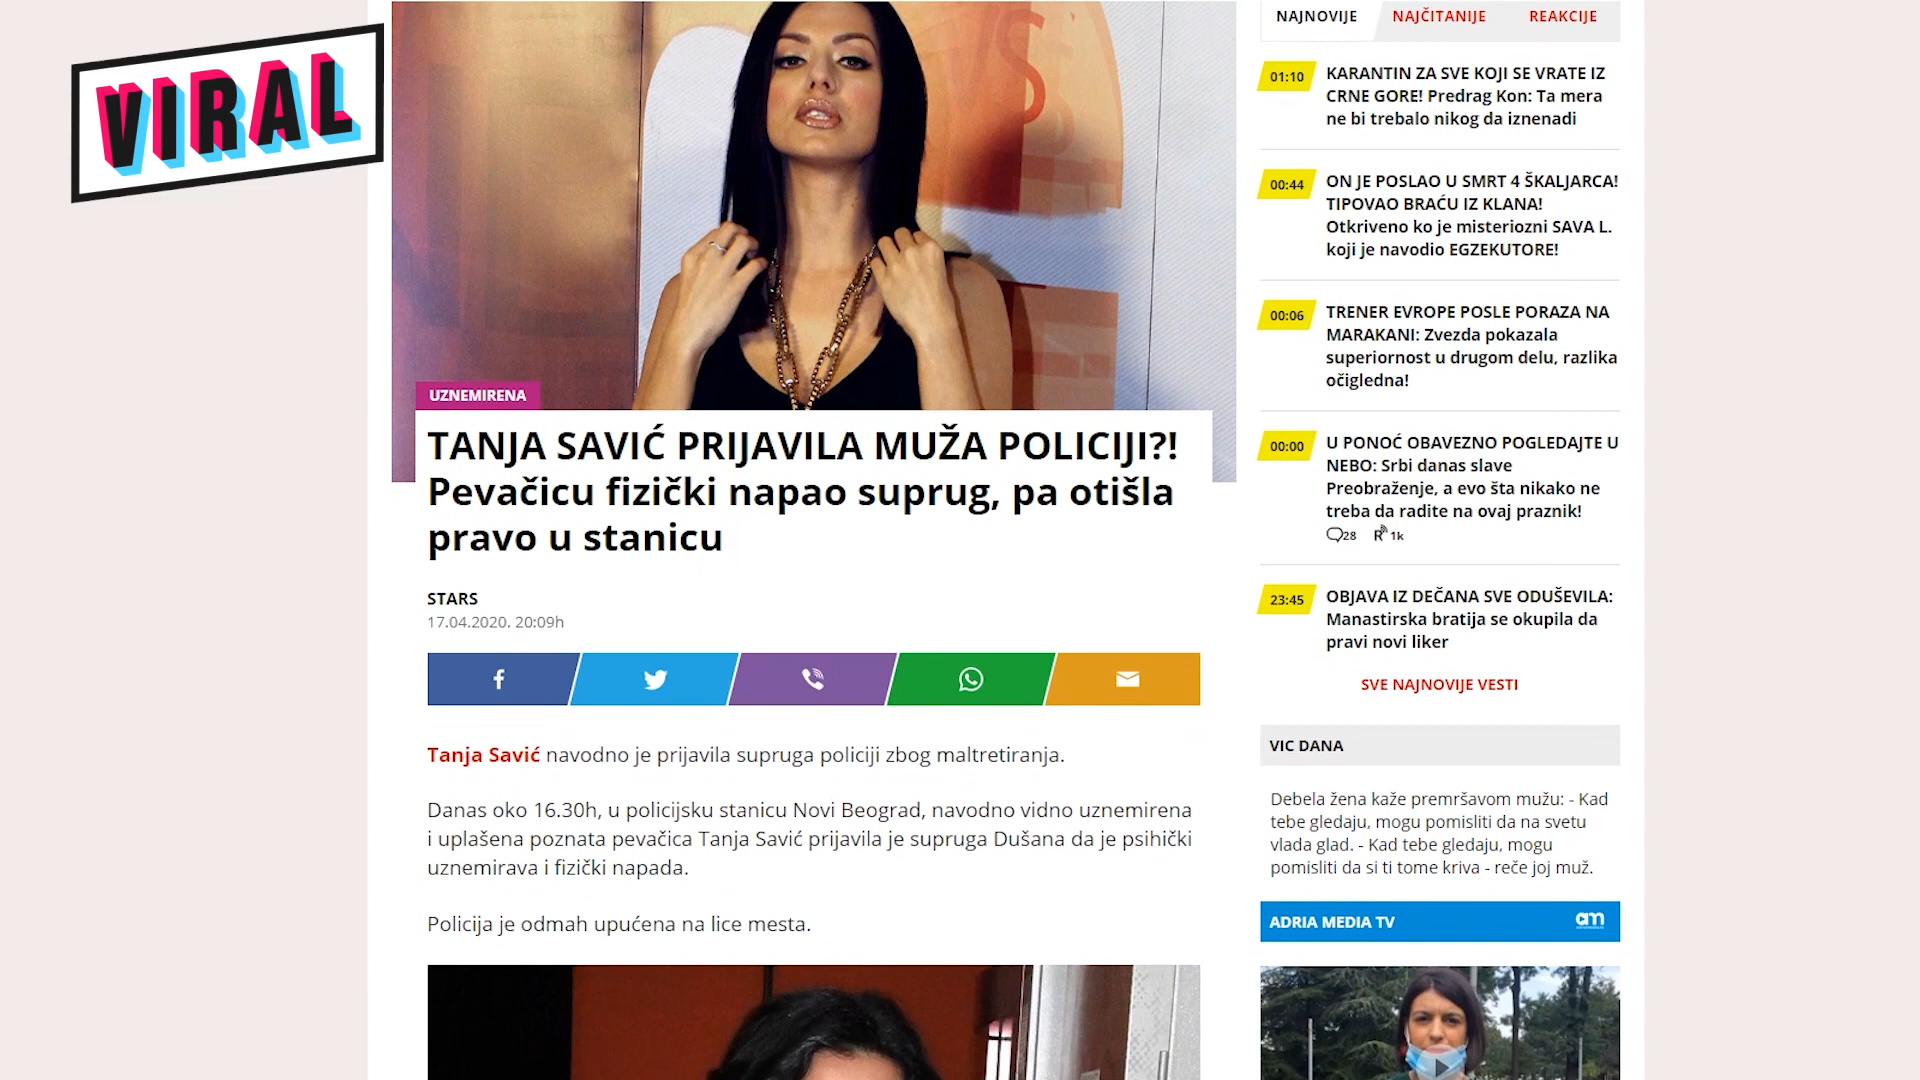 VIRAL
UZNEMIRENA
TANJA SAVIĆ PRIJAVILA MUŽA POLICIJI?!
Pevačicu fizički napao suprug, pa otišla
pravo u stanicu
STARS
17.04.2020. 20:09h
Tanja Savić navodno je prijavila supruga policiji zbog maltretiranja.
Danas oko 16.30h, u policijsku stanicu Novi Beograd, navodno vidno uznemirena
i uplašena poznata pevačica Tanja Savić prijavila je supruga Dušana da je psihički
uznemirava i fizički napada.
Policija je odmah upućena na lice mesta.
NAJNOVIJE NAJČITANIJE REAKCIJE
01:10 KARANTIN ZA SVE KOJI SE VRATE IZ
CRNE GORE! Predrag Kon: Ta mera
ne bi trebalo nikog da iznenadi
00:44 ON JE POSLAO U SMRT 4 ŠKALJARCA!
TIPOVAO BRAĆU IZ KLANA!
Otkriveno ko je misteriozni SAVA L.
koji je navodio EGZEKUTORE!
00:06 TRENER EVROPE POSLE PORAZA NA
MARAKANI: Zvezda pokazala
superiornost u drugom delu, razlika
očigledna!
00:00 U PONOĆ OBAVEZNO POGLEDAJTE U
NEBO: Srbi danas slave
Preobraženje, a evo šta nikako ne
treba da radite na ovaj praznik!
28 R 1k
23:45 OBJAVA IZ DEČANA SVE ODUŠEVILA:
Manastirska bratija se okupila da
pravi novi liker
SVE NAJNOVIJE VESTI
VIC DANA
Debela žena kaže premršavom mužu: - Kad
tebe gledaju, mogu pomisliti da na svetu
vlada glad. - Kad tebe gledaju, mogu
pomisliti da si ti tome kriva - reče joj muž.
ADRIA MEDIA TV am